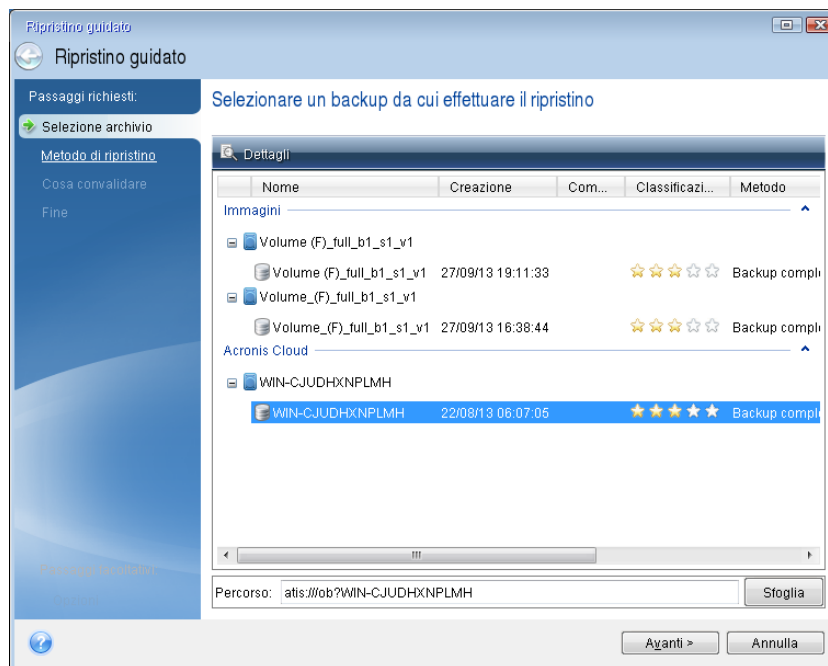 Ripristino guidato
Ripristino guidato
Passaggi richiesti:
Selezione archivio
Metodo di ripristino
Cosa convalidare
Fine
Selezionare un backup da cui effettuare il ripristino
Dettagli
Nome Creazione Com... Classificazi... Metodo
Immagini
Volume (F)_full_b1_s1_v1
Volume (F)_full_b1_s1_v1 27/09/13 19:11:33 Backup comple
Volume_(F)_full_b1_s1_v1
Volume_(F)_full_b1_s1_v1 27/09/13 16:38:44 Backup comple
Acronis Cloud
WIN-CJUDHXNPLMH
WIN-CJUDHXNPLMH 22/08/13 06:07:05 Backup comple
Percorso: atis:///ob?WIN-CJUDHXNPLMH Sfoglia
Avanti > Annulla